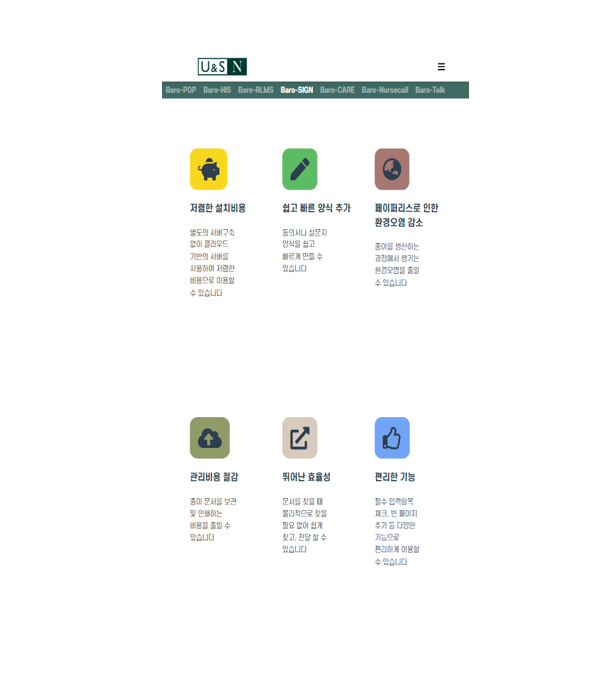 U&S N
Baro-POP Baro-HIS Baro-RLMS Baro-SIGN Baro-CARE Baro-Nursecall Baro-Talk
저렴한 설치비용
별도의 서버구축
없이 클라우드
기반의 서버를
사용하여 저렴한
비용으로 이용할
수 있습니다
쉽고 빠른 양식 추가
동의서나 설문지
양식을 쉽고
빠르게 만들 수
있습니다
페이퍼리스로 인한
환경오염 감소
종이를 생산하는
과정에서 생기는
환경오염을 줄일
수 있습니다
관리비용 절감
종이 문서를 보관
및 인쇄하는
비용을 줄일 수
있습니다
뛰어난 효율성
문서를 찾을 때
물리적으로 찾을
필요 없이 쉽게
찾고, 전달 할 수
있습니다
편리한 기능
필수 입력항목
체크, 빈 페이지
추가 등 다양한
기능으로
편리하게 이용할
수 있습니다